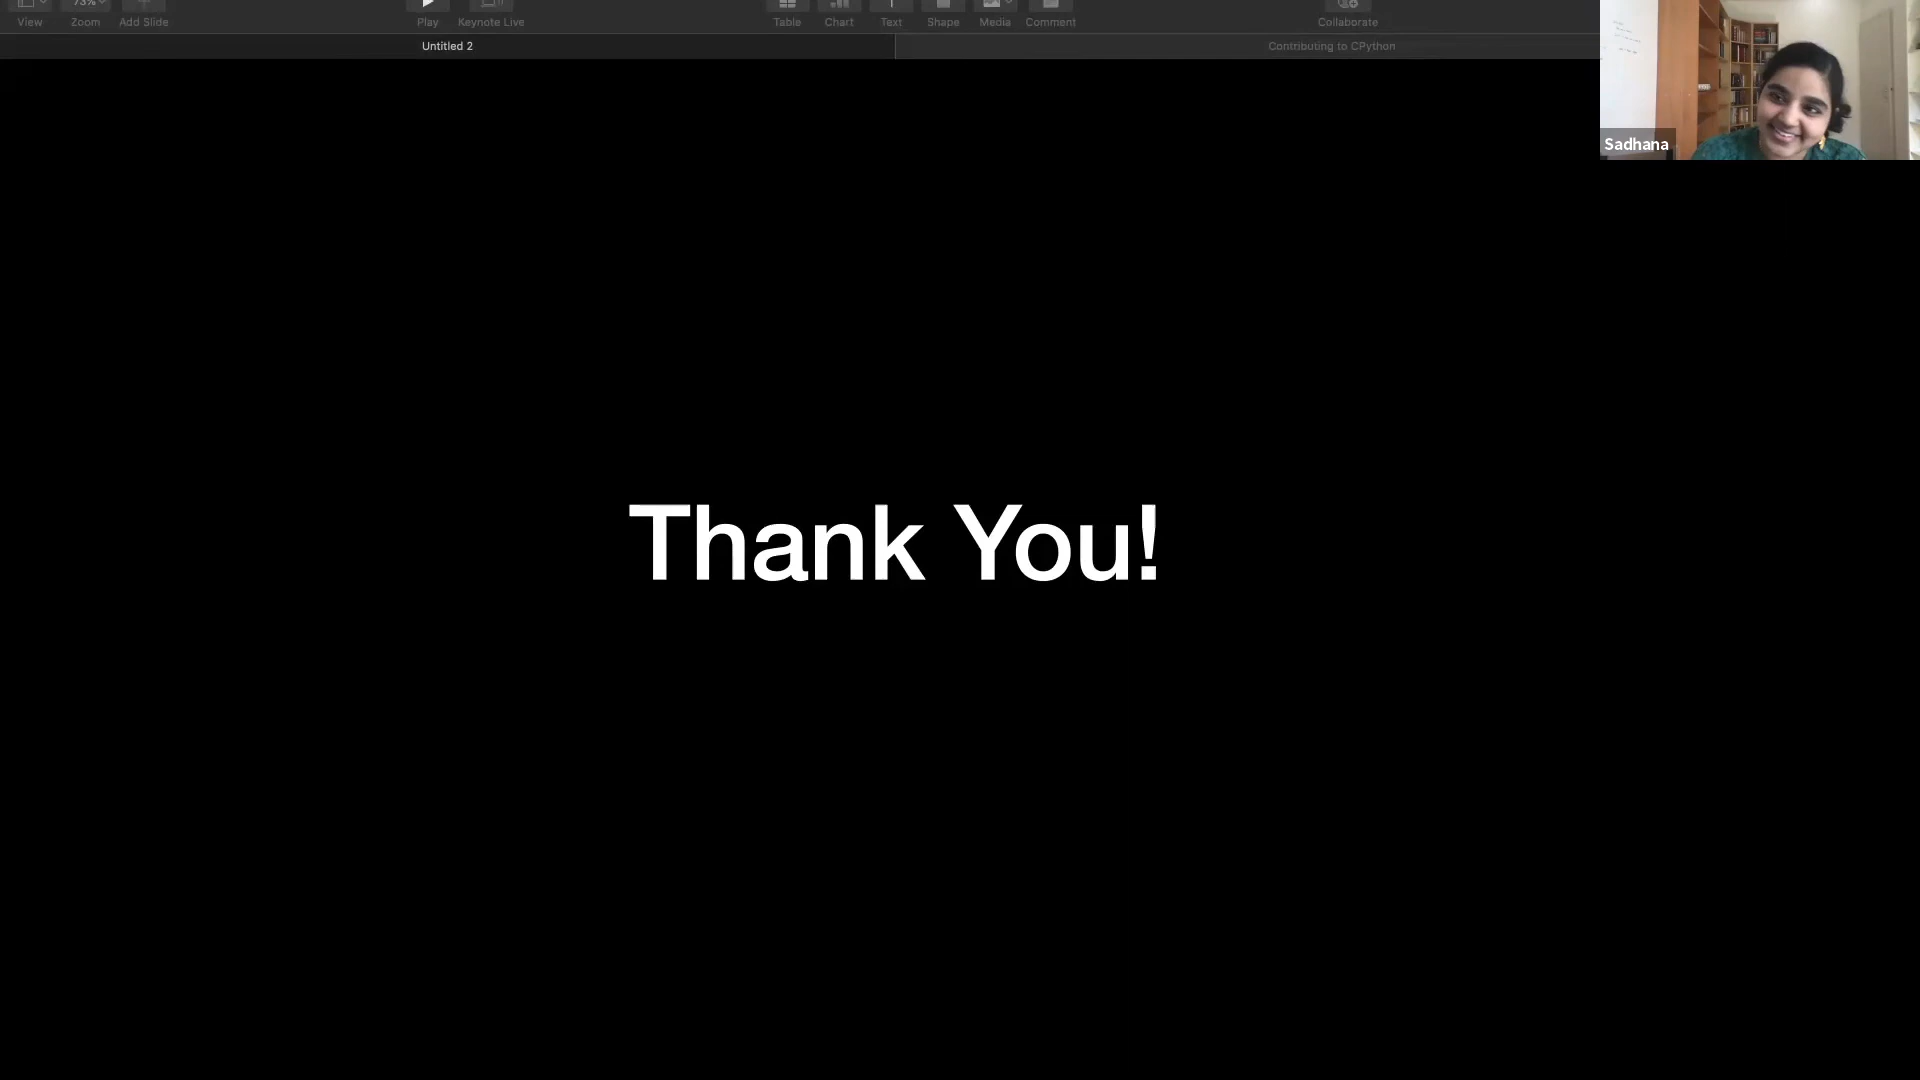 73%
View Zoom Add Slide Play Keynote Live Table Chart Text Shape Media Comment Collaborate
Untitled 2 Contributing to CPython
Sadhana
Thank You!